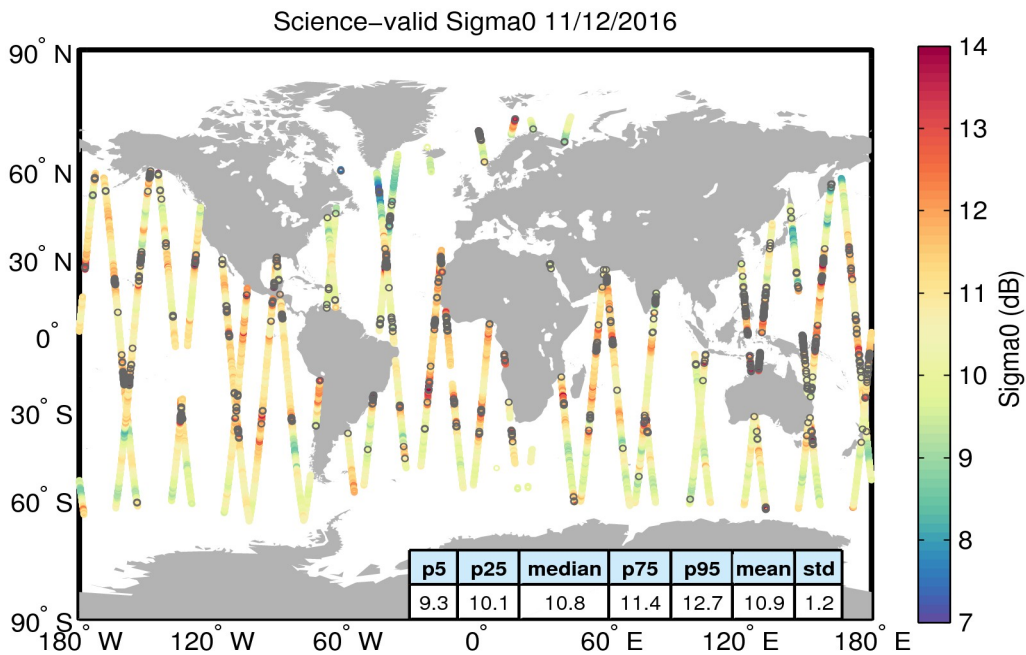 Science−valid Sigma0 11/12/2016
90° N
60° N
30° N
0°
30° S
60° S
90° S
180° W
120° W
60° W
0°
60° E
120° E
180° E
p5 p25 median p75 p95 mean std
9.3 10.1 10.8 11.4 12.7 10.9 1.2
14
13
12
11
10
9
8
7
Sigma0 (dB)